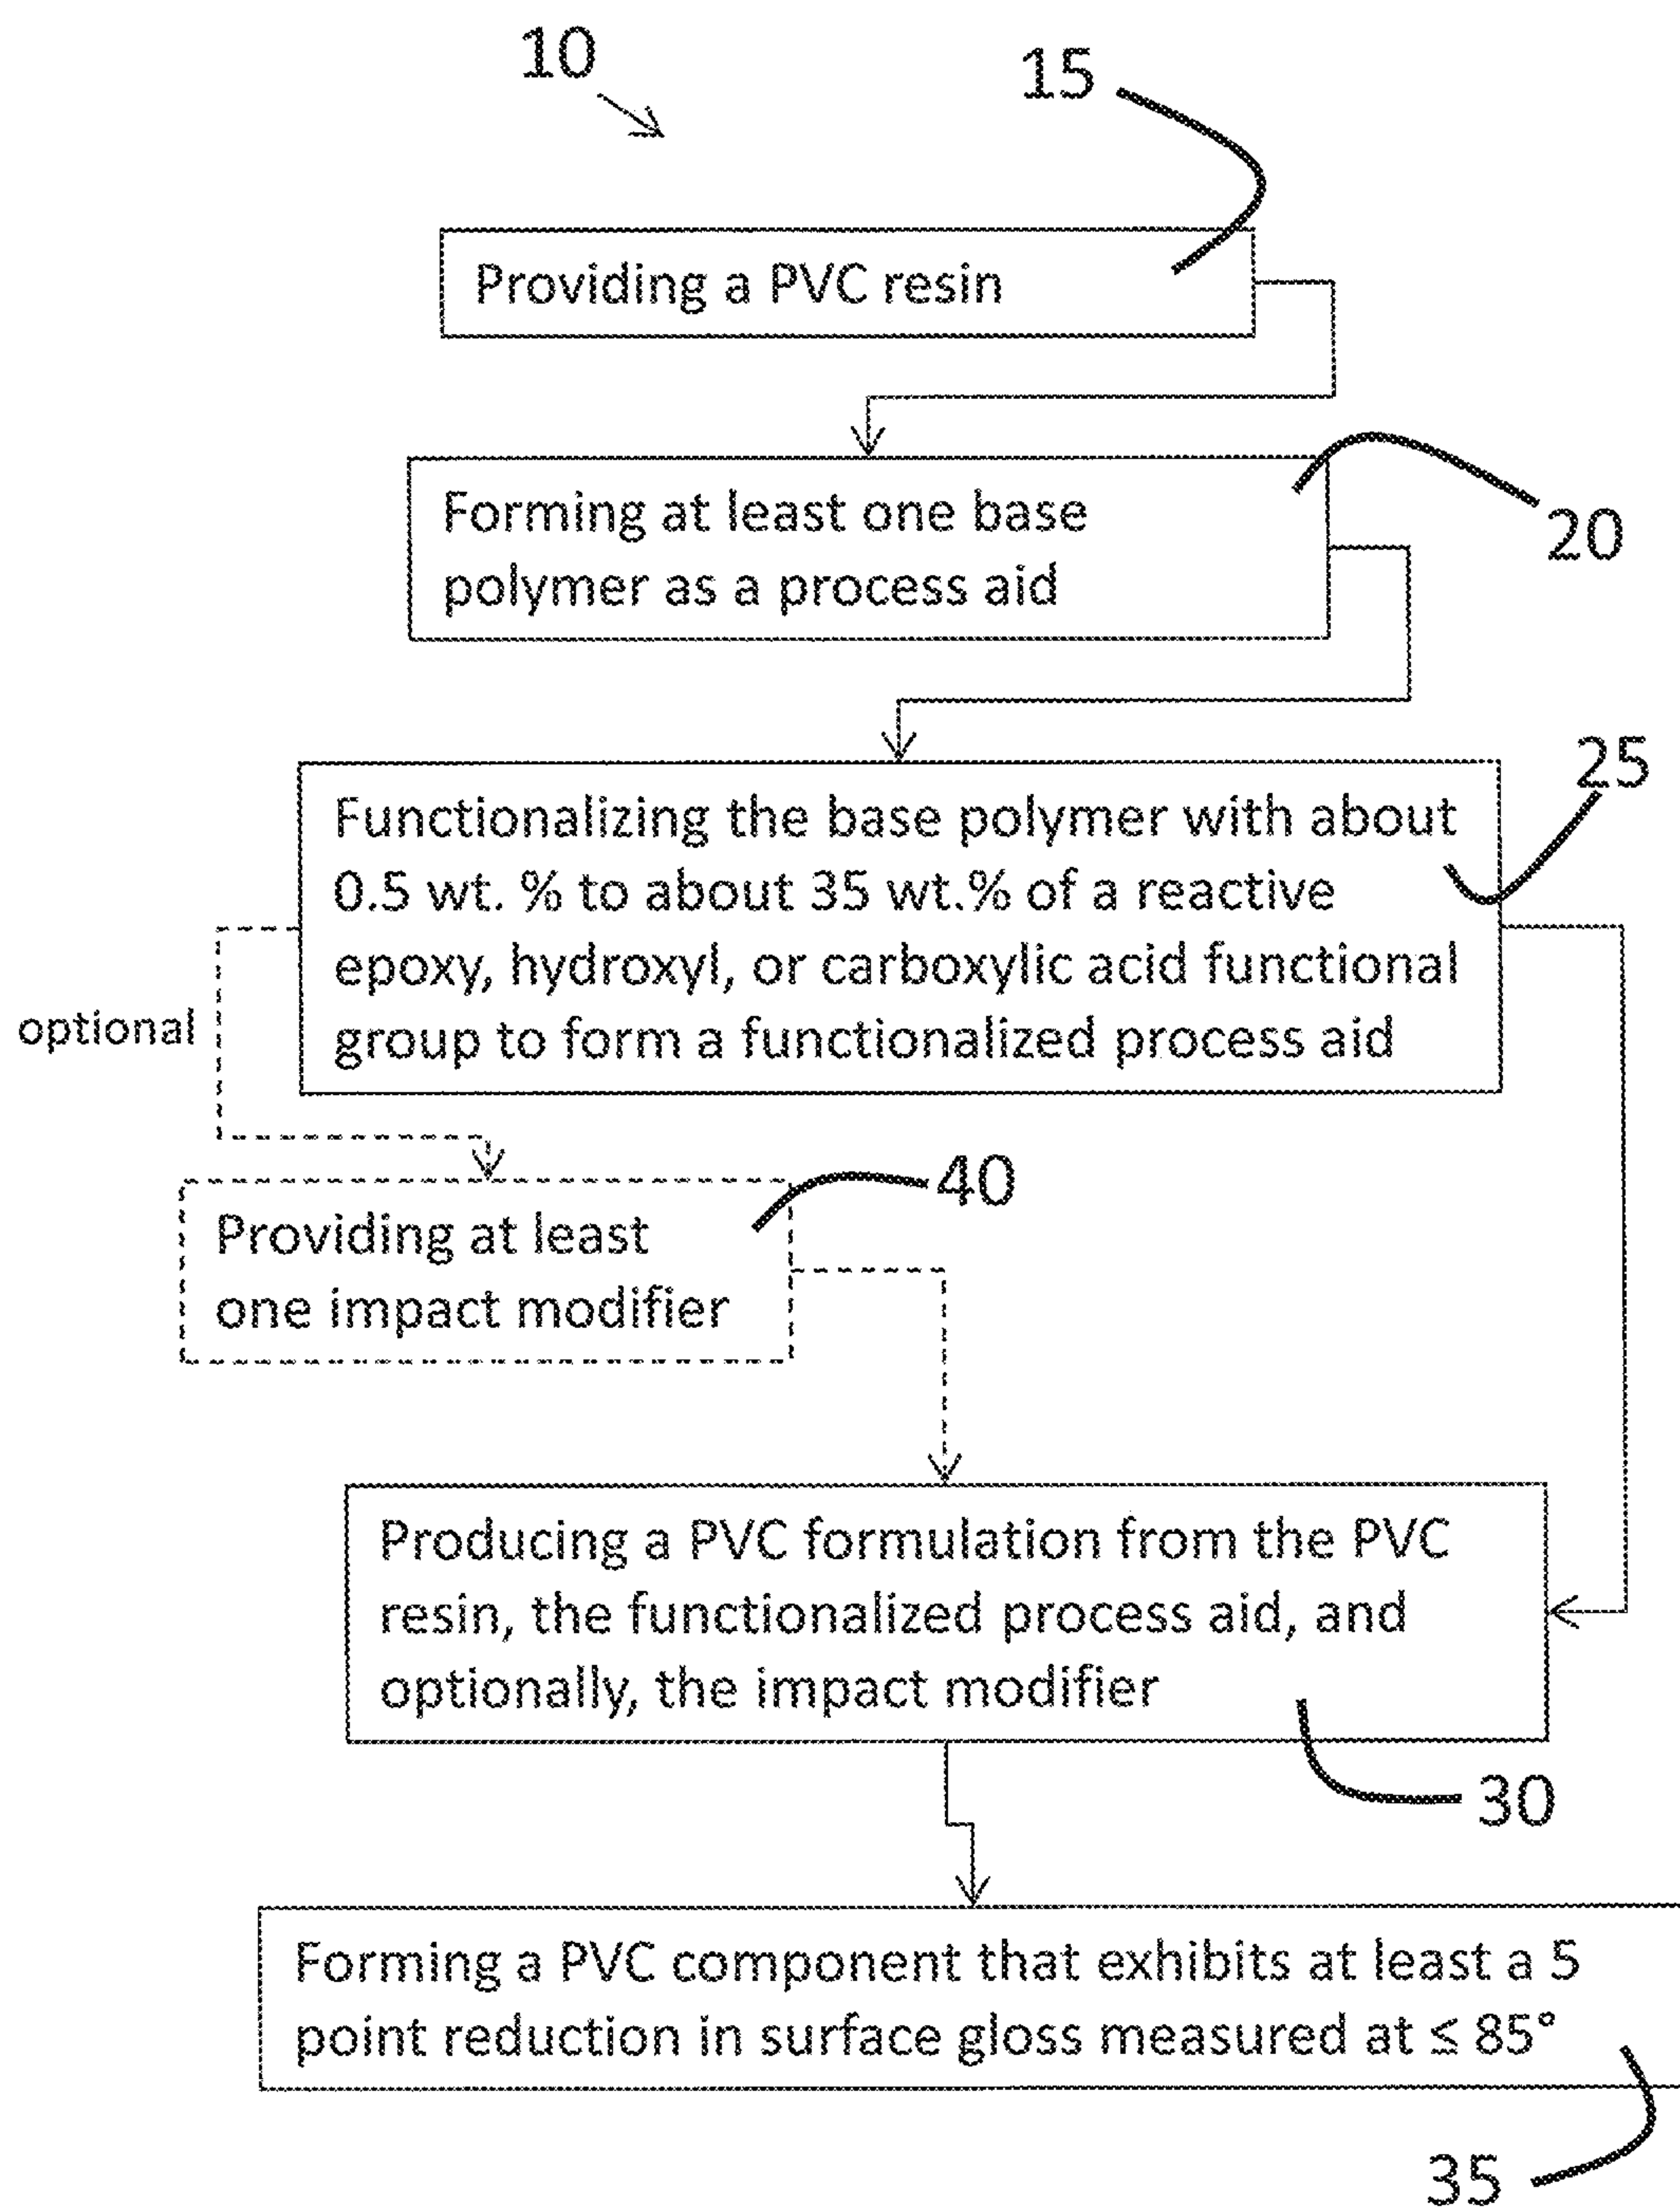 10
15
Providing a PVC resin
Forming at least one base
polymer as a process aid
20
25
Functionalizing the base polymer with about
0.5 wt. % to about 35 wt.% of a reactive
epoxy, hydroxyl, or carboxylic acid functional
group to form a functionalized process aid
optional
40
Providing at least
one impact modifier
Producing a PVC formulation from the PVC
resin, the functionalized process aid, and
optionally, the impact modifier
30
Forming a PVC component that exhibits at least a 5
point reduction in surface gloss measured at ≤ 85°
35